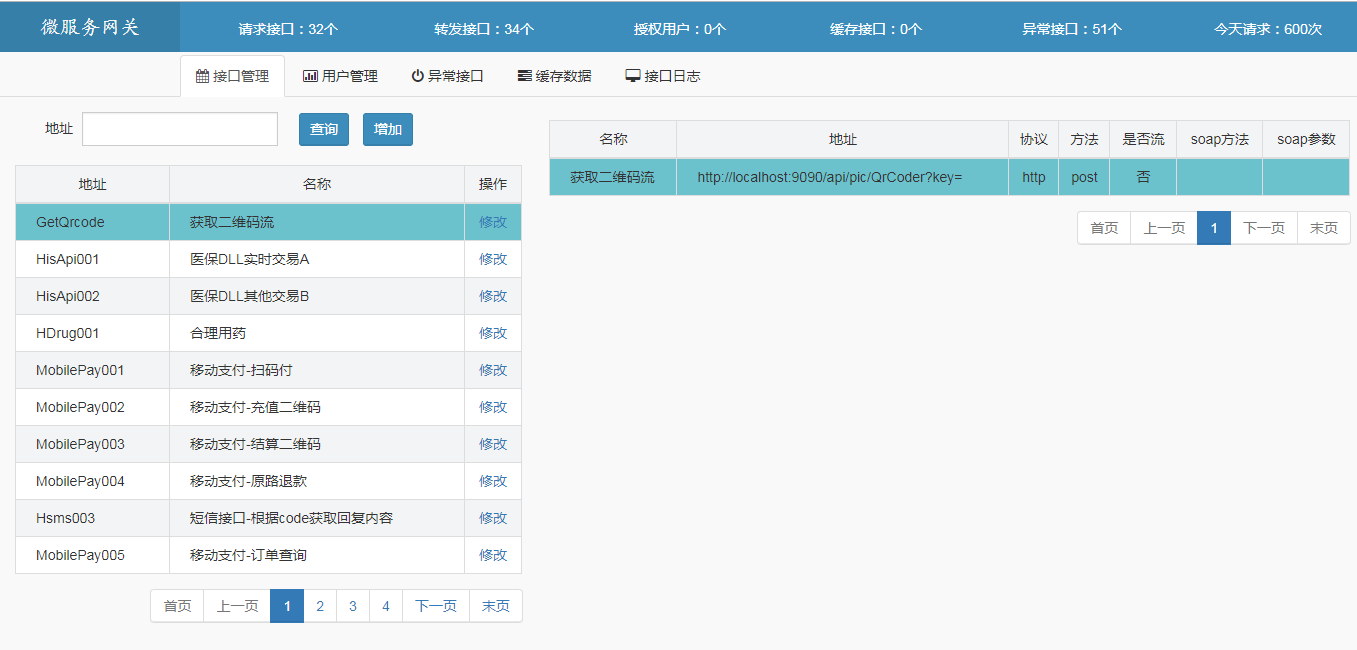 微服务网关 请求接口：32个 转发接口：34个 授权用户：0个 缓存接口：0个 异常接口：51个 今天请求：600次
接口管理 用户管理 异常接口 缓存数据 接口日志
地址 查询 增加
地址 名称 操作
GetQrcode 获取二维码流 修改
HisApi001 医保DLL实时交易A 修改
HisApi002 医保DLL其他交易B 修改
HDrug001 合理用药 修改
MobilePay001 移动支付-扫码付 修改
MobilePay002 移动支付-充值二维码 修改
MobilePay003 移动支付-结算二维码 修改
MobilePay004 移动支付-原路退款 修改
Hsms003 短信接口-根据code获取回复内容 修改
MobilePay005 移动支付-订单查询 修改
首页 上一页 1 2 3 4 下一页 末页
名称 地址 协议 方法 是否流 soap方法 soap参数
获取二维码流 http://localhost:9090/api/pic/QrCoder?key= http post 否
首页 上一页 1 下一页 末页